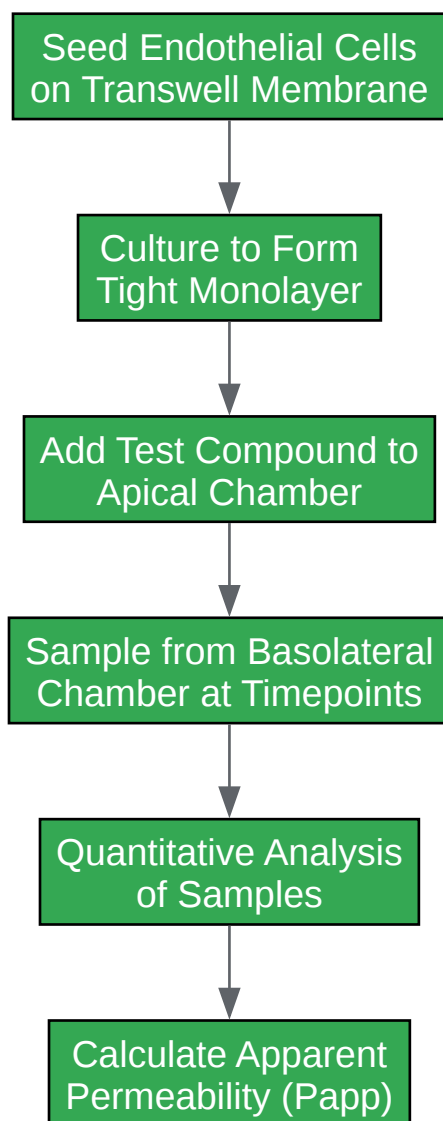 Seed Endothelial Cells
on Transwell Membrane
Culture to Form
Tight Monolayer
Add Test Compound to
Apical Chamber
Sample from Basolateral
Chamber at Timepoints
Quantitative Analysis
of Samples
Calculate Apparent
Permeability (Papp)